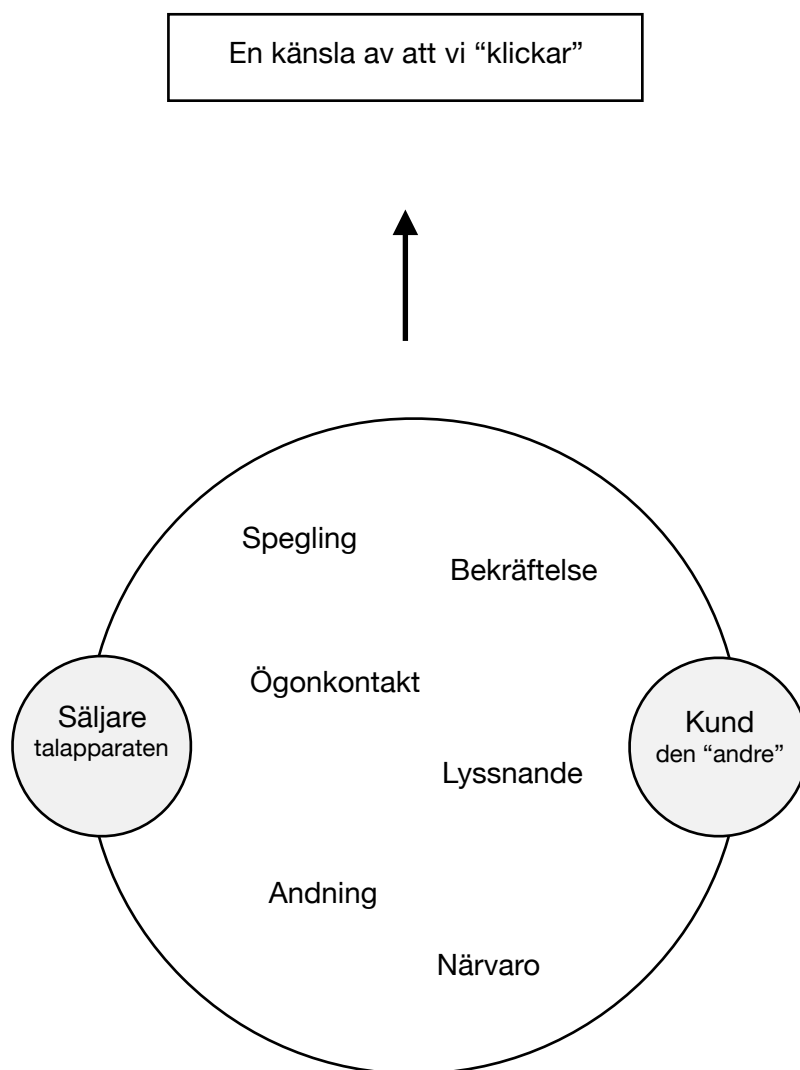 En känsla av att vi “klickar”
Spegling
Bekräftelse
Ögonkontakt
Säljare
talapparaten
Kund
den “andre”
Lyssnande
Andning
Närvaro